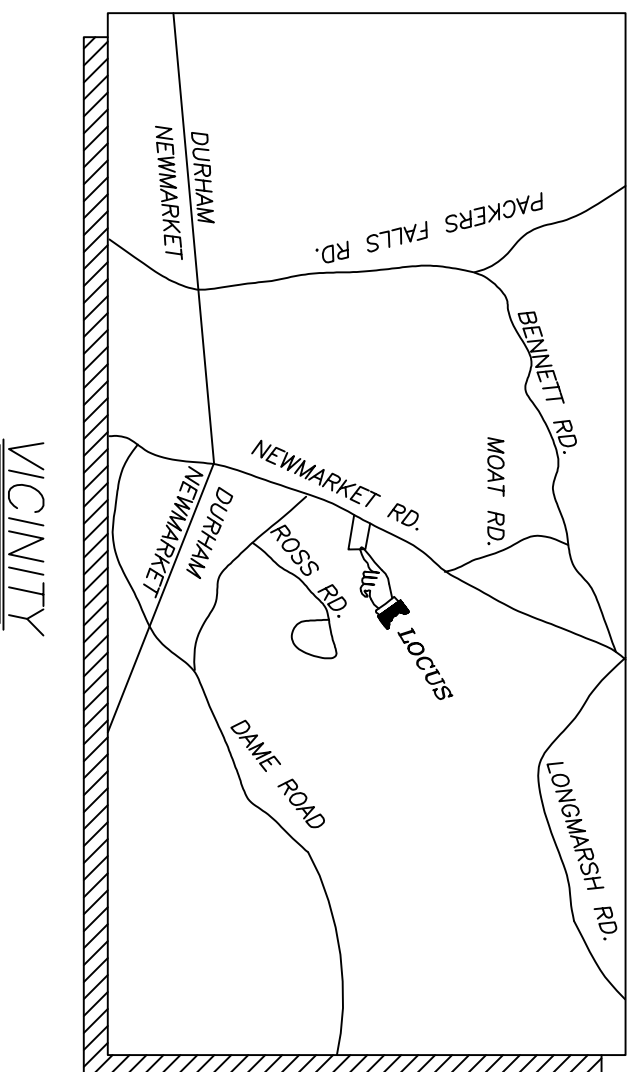 PACKERS FALLS RD.
BENNETT RD.
MOAT RD.
LONGMARSH RD.
DURHAM
NEWMARKET
NEWMARKET RD.
LOCUS
ROSS RD.
DURHAM
NEWMARKET
DAME ROAD
VICINITY